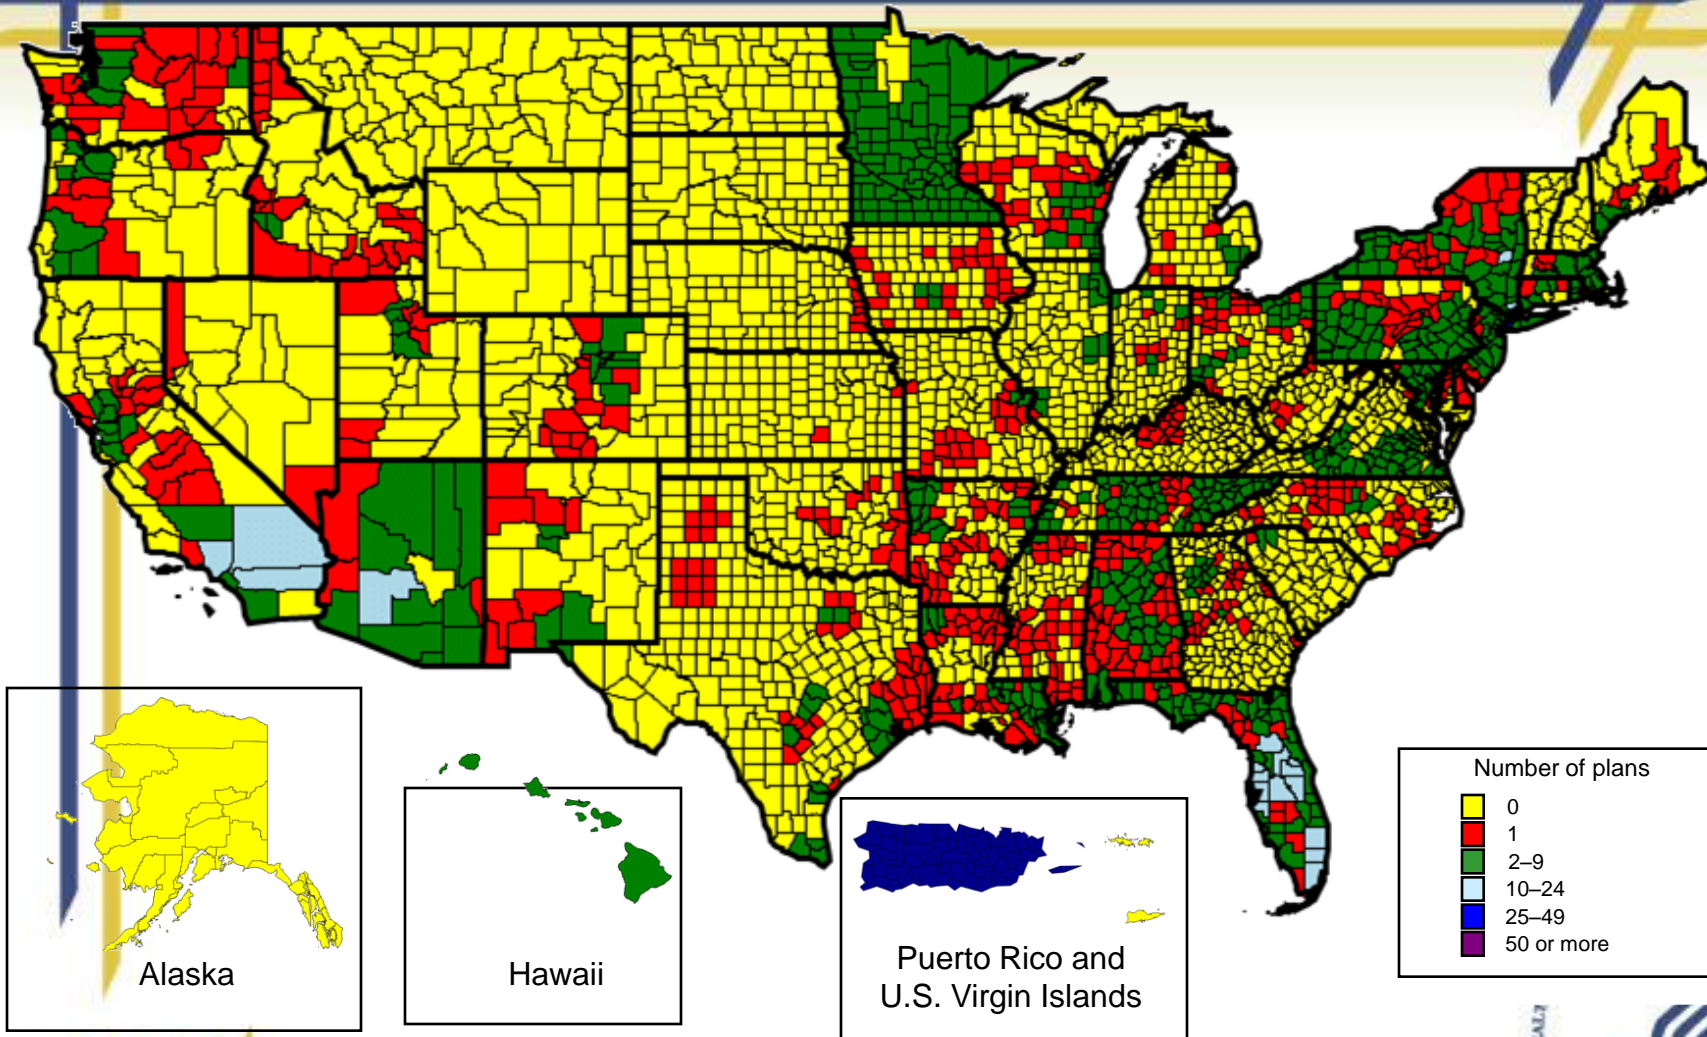 Number of plans
0
1
2–9
10–24
25–49
50 or more
Alaska
Hawaii
Puerto Rico and
U.S. Virgin Islands